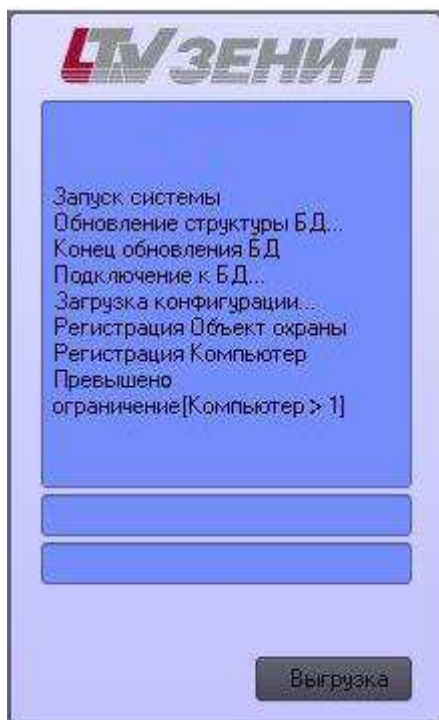 LTV ЗЕНИТ
Запуск системы
Обновление структуры БД...
Конец обновления БД
Подключение к БД...
Загрузка конфигурации...
Регистрация Объект охраны
Регистрация Компьютер
Превышено
ограничение[Компьютер > 1]
Выгрузка